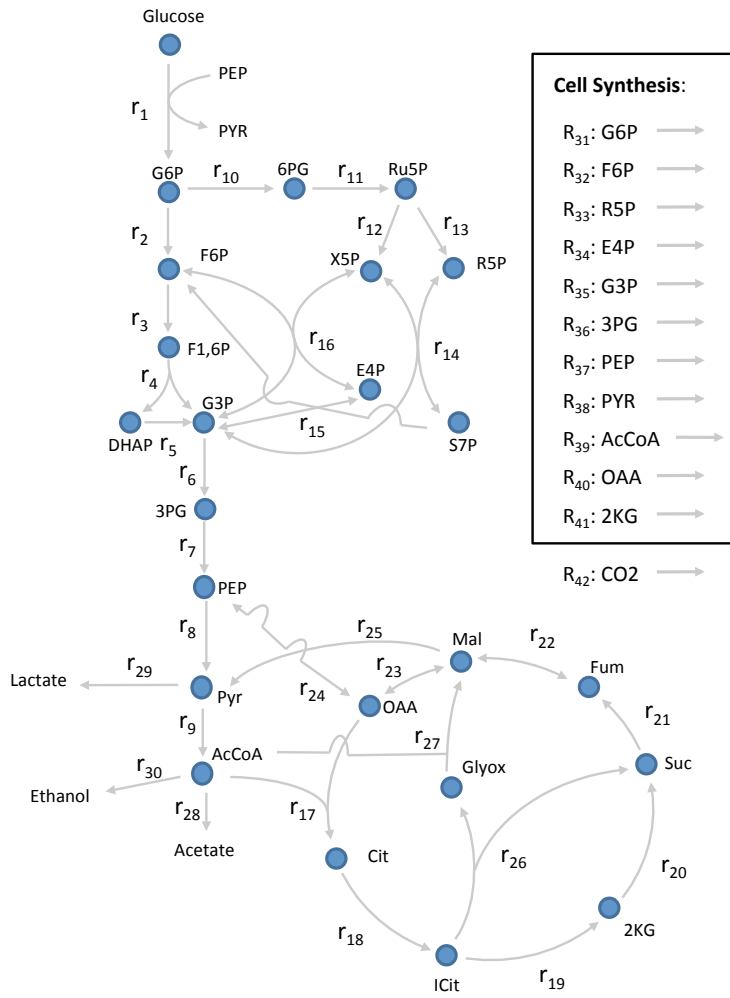 Glucose
PEP
r1
PYR
G6P
r10
6PG
r11
Ru5P
r2
r12
r13
F6P
X5P
R5P
r3
F1,6P
r16
r14
r4
E4P
G3P
DHAP
r5
r15
S7P
r6
3PG
r7
PEP
r8
r25
Mal
r22
r29
r23
Fum
Lactate
Pyr
r24
OAA
r21
r9
r27
AcCoA
Glyox
Suc
r30
Ethanol
r28
r17
Acetate
Cit
r26
r20
r18
2KG
ICit
r19
Cell Synthesis:
R31: G6P
R32: F6P
R33: R5P
R34: E4P
R35: G3P
R36: 3PG
R37: PEP
R38: PYR
R39: AcCoA
R40: OAA
R41: 2KG
R42: CO2